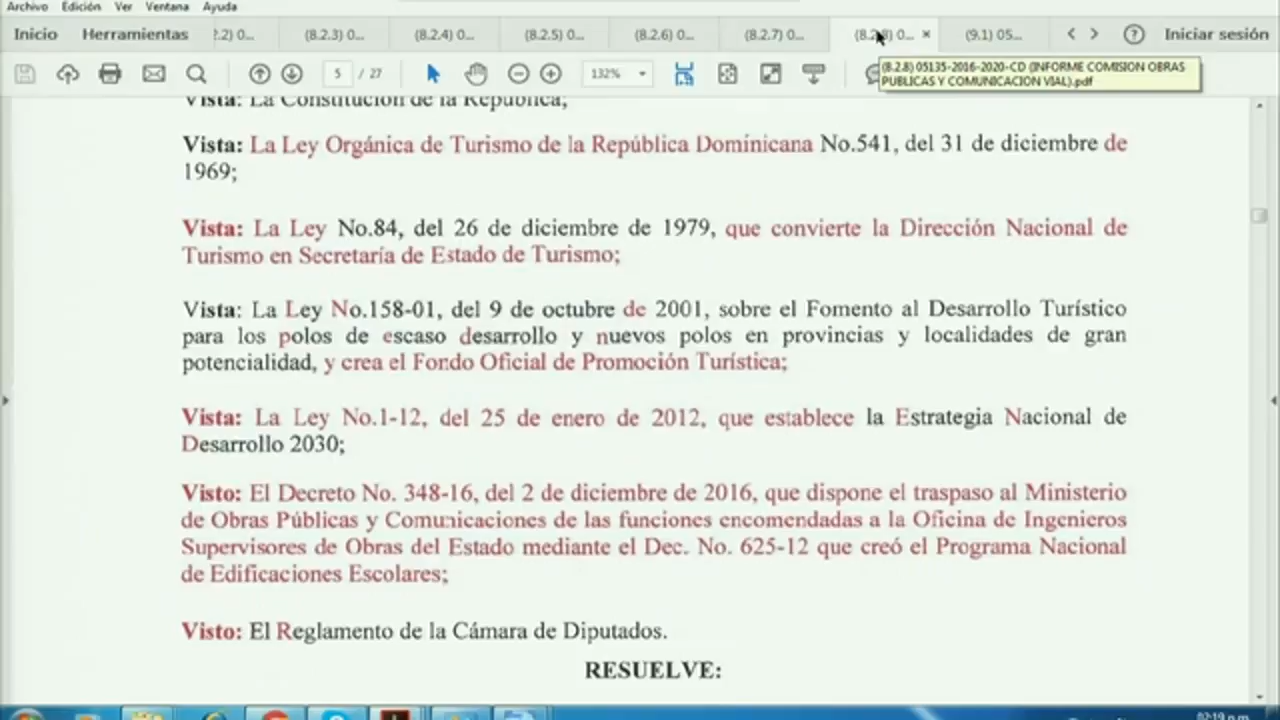 Archivo Edición Ver Ventana Ayuda
Inicio Herramientas 2.2) 0... (8.2.3) 0... (8.2.4) 0... (8.2.5) 0... (8.2.6) 0... (8.2.7) 0... (8.2.8) 0... × (9.1) 05... Iniciar sesión
5 / 27 132%
(8.2.8) 05135-2016-2020-CD (INFORME COMISION OBRAS
PUBLICAS Y COMUNICACION VIAL).pdf
Vista: La Constitución de la República;
Vista: La Ley Orgánica de Turismo de la República Dominicana No.541, del 31 de diciembre de
1969;
Vista: La Ley No.84, del 26 de diciembre de 1979, que convierte la Dirección Nacional de
Turismo en Secretaría de Estado de Turismo;
Vista: La Ley No.158-01, del 9 de octubre de 2001, sobre el Fomento al Desarrollo Turístico
para los polos de escaso desarrollo y nuevos polos en provincias y localidades de gran
potencialidad, y crea el Fondo Oficial de Promoción Turística;
Vista: La Ley No.1-12, del 25 de enero de 2012, que establece la Estrategia Nacional de
Desarrollo 2030;
Visto: El Decreto No. 348-16, del 2 de diciembre de 2016, que dispone el traspaso al Ministerio
de Obras Públicas y Comunicaciones de las funciones encomendadas a la Oficina de Ingenieros
Supervisores de Obras del Estado mediante el Dec. No. 625-12 que creó el Programa Nacional
de Edificaciones Escolares;
Visto: El Reglamento de la Cámara de Diputados.
RESUELVE:
02:19 p.m.